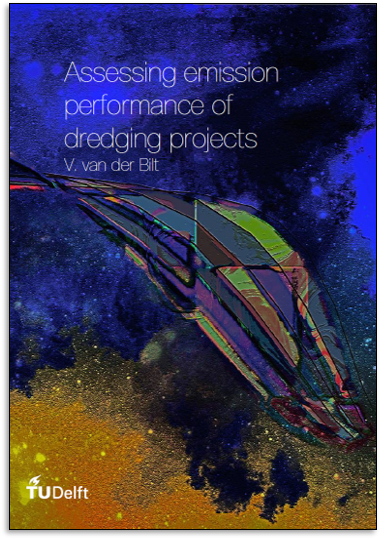 Assessing emission
performance of
dredging projects
V. van der Bilt
TUDelft